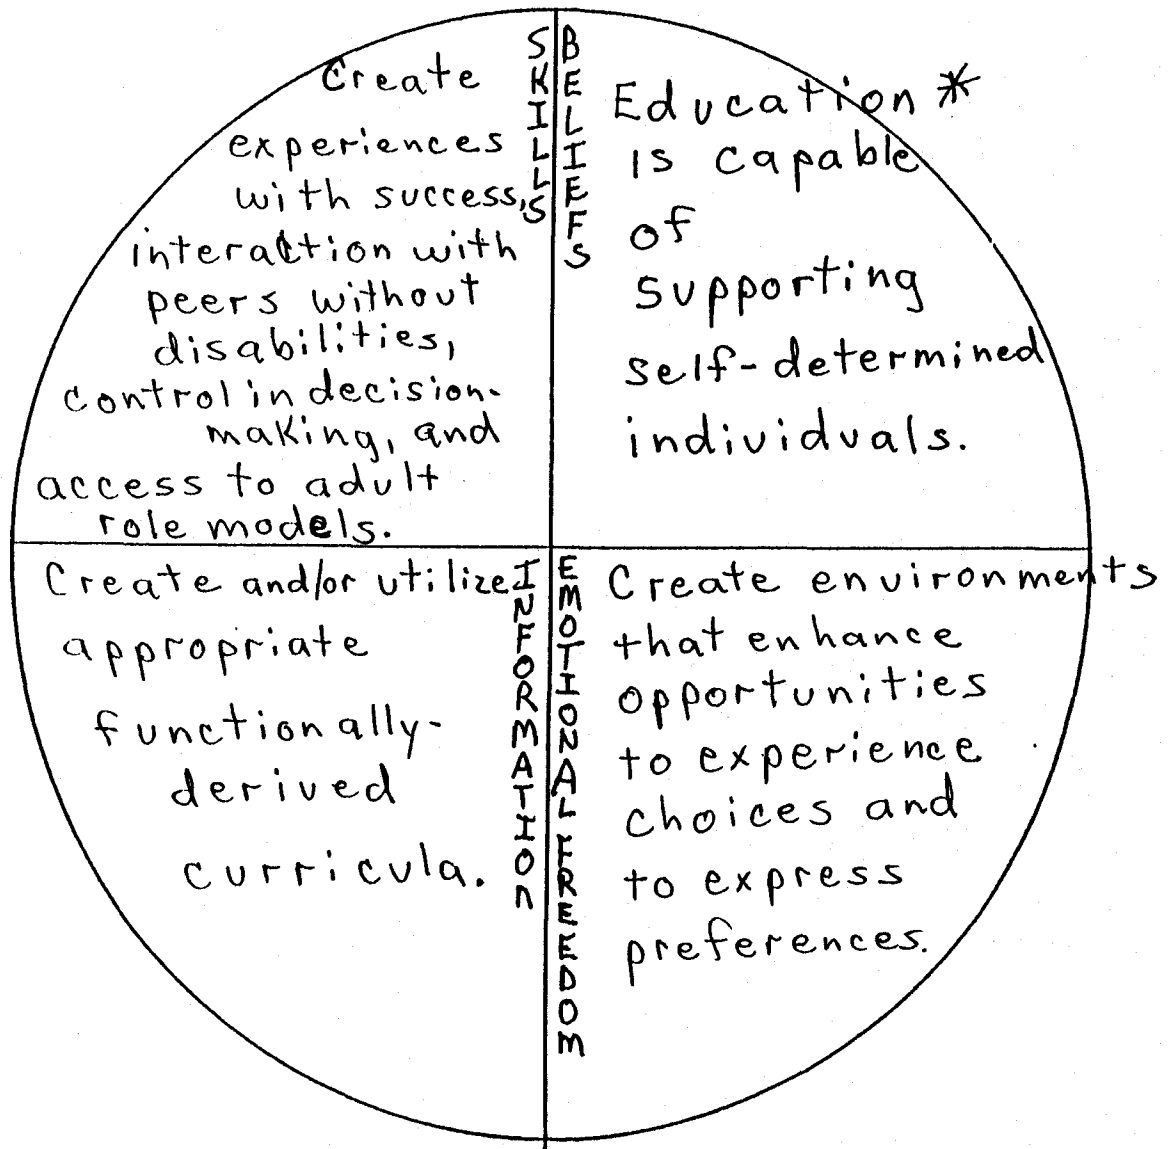 SKILLS
Create
experiences
with success,
interaction with
peers without
disabilities,
control in decision-
making, and
access to adult
role models.
BELIEFS
Education *
is capable
of
supporting
self-determined
individuals.
INFORMATION
Create and/or utilize
appropriate
functionally-
derived
curricula.
EMOTIONAL FREEDOM
Create environments
that enhance
opportunities
to experience
choices and
to express
preferences.